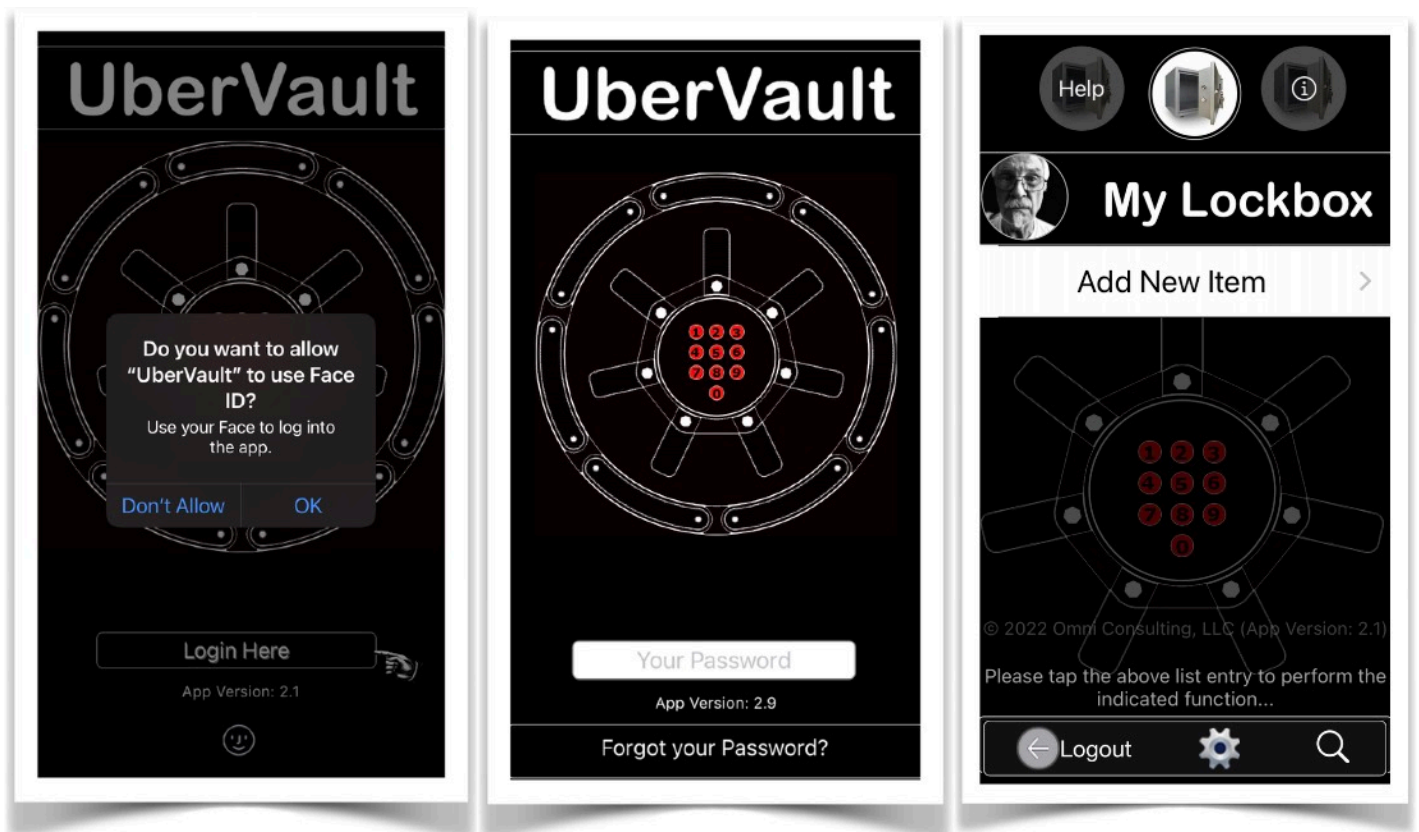 UberVault
Do you want to allow
“UberVault” to use Face
ID?
Use your Face to log into
the app.
Don’t Allow
OK
Login Here
App Version: 2.1
UberVault
1 2 3
4 5 6
7 8 9
0
Your Password
App Version: 2.9
Forgot your Password?
Help
i
My Lockbox
Add New Item
1 2 3
4 5 6
7 8 9
0
© 2022 Omni Consulting, LLC (App Version: 2.1)
Please tap the above list entry to perform the
indicated function...
Logout